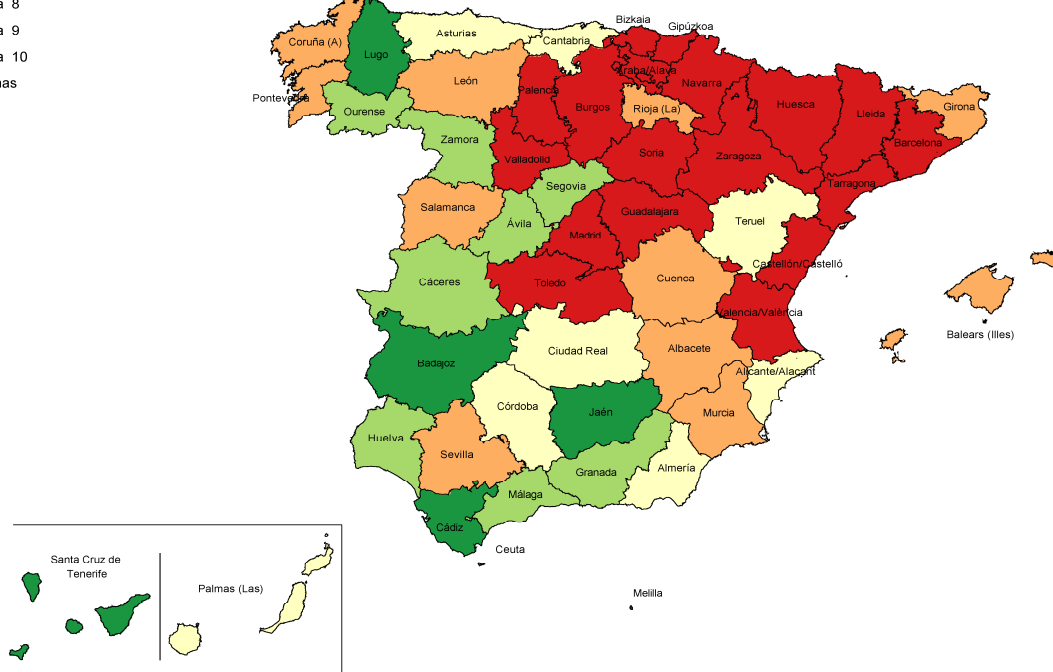 a 8
a 9
a 10
nas
Bizkaia
Gipúzkoa
Asturias
Cantabria
Coruña (A)
Lugo
Araba/Álava
León
Navarra
Palencia
Pontevedra
Burgos
Rioja (La)
Huesca
Lleida
Girona
Ourense
Zamora
Barcelona
Valladolid
Soria
Zaragoza
Segovia
Tarragona
Salamanca
Ávila
Guadalajara
Teruel
Madrid
Castellón/Castelló
Cáceres
Toledo
Cuenca
Valencia/València
Balears (Illes)
Ciudad Real
Albacete
Badajoz
Alicante/Alacant
Córdoba
Jaén
Murcia
Huelva
Sevilla
Granada
Almería
Málaga
Cádiz
Ceuta
Santa Cruz de
Tenerife
Palmas (Las)
Melilla